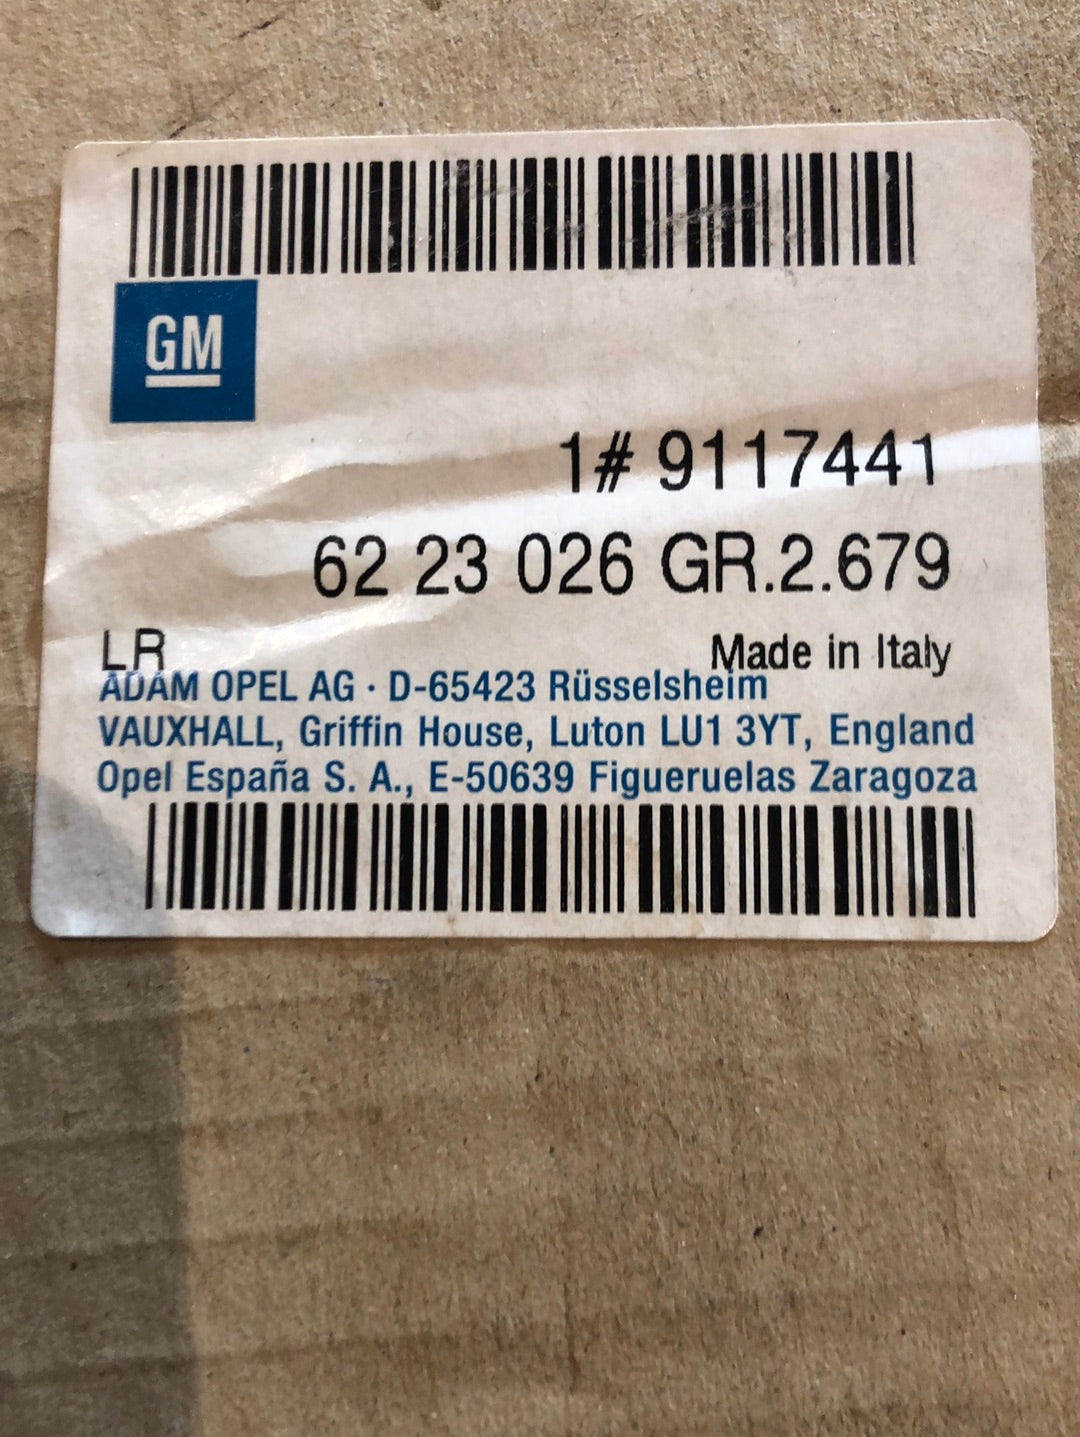 GM
1# 9117441
62 23 026 GR.2.679
LR Made in Italy
ADAM OPEL AG · D-65423 Rüsselsheim
VAUXHALL, Griffin House, Luton LU1 3YT, England
Opel España S. A., E-50639 Figueruelas Zaragoza